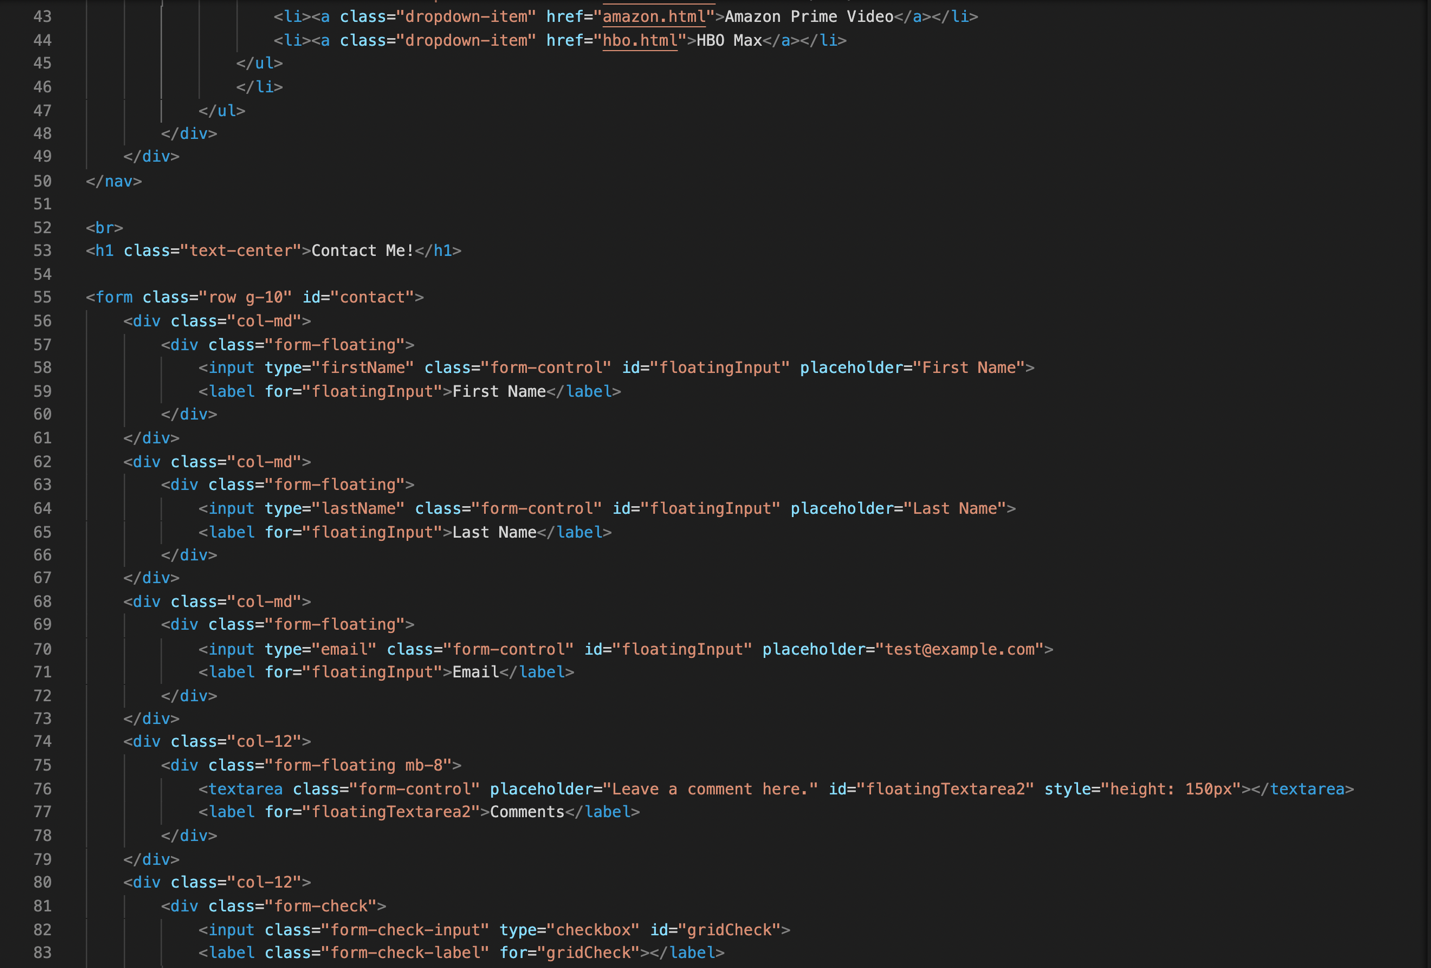 43 <li><a class="dropdown-item" href="amazon.html">Amazon Prime Video</a></li>
44 <li><a class="dropdown-item" href="hbo.html">HBO Max</a></li>
45 </ul>
46 </li>
47 </ul>
48 </div>
49 </div>
50 </nav>
51
52 <br>
53 <h1 class="text-center">Contact Me!</h1>
54
55 <form class="row g-10" id="contact">
56 <div class="col-md">
57 <div class="form-floating">
58 <input type="firstName" class="form-control" id="floatingInput" placeholder="First Name">
59 <label for="floatingInput">First Name</label>
60 </div>
61 </div>
62 <div class="col-md">
63 <div class="form-floating">
64 <input type="lastName" class="form-control" id="floatingInput" placeholder="Last Name">
65 <label for="floatingInput">Last Name</label>
66 </div>
67 </div>
68 <div class="col-md">
69 <div class="form-floating">
70 <input type="email" class="form-control" id="floatingInput" placeholder="test@example.com">
71 <label for="floatingInput">Email</label>
72 </div>
73 </div>
74 <div class="col-12">
75 <div class="form-floating mb-8">
76 <textarea class="form-control" placeholder="Leave a comment here." id="floatingTextarea2" style="height: 150px"></textarea>
77 <label for="floatingTextarea2">Comments</label>
78 </div>
79 </div>
80 <div class="col-12">
81 <div class="form-check">
82 <input class="form-check-input" type="checkbox" id="gridCheck">
83 <label class="form-check-label" for="gridCheck"></label>